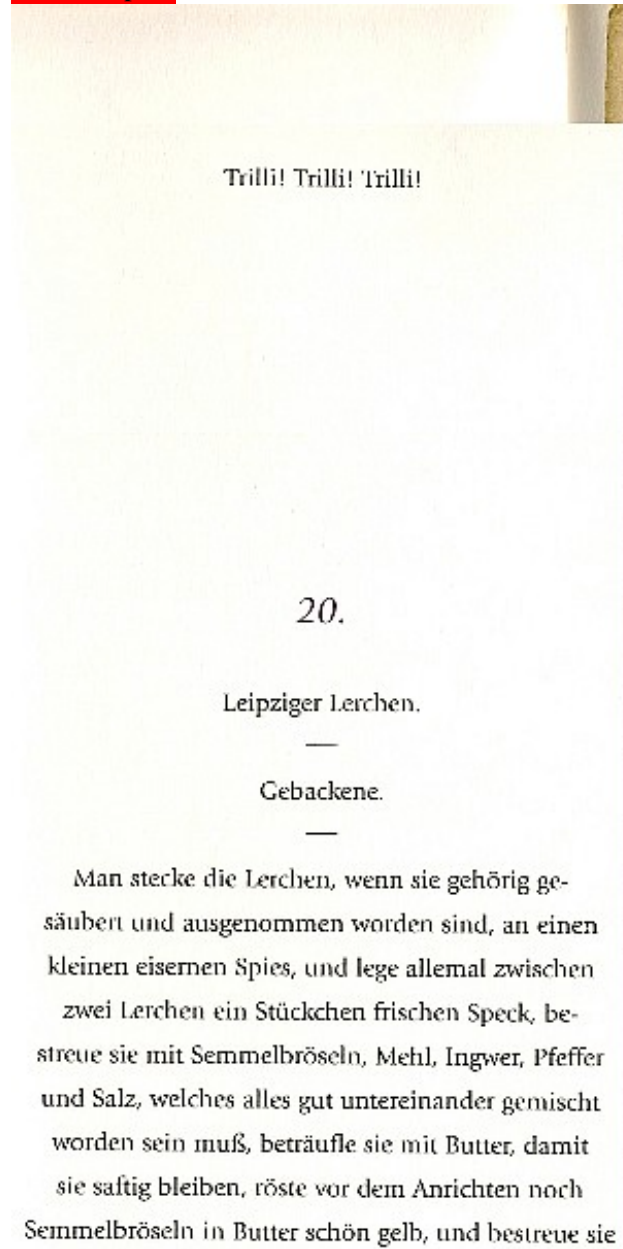 Trilli! Trilli! Trilli!
20.
Leipziger Lerchen.
Gebackene.
Man stecke die Lerchen, wenn sie gehörig ge-
säubert und ausgenommen worden sind, an einen
kleinen eisernen Spies, und lege allemal zwischen
zwei Lerchen ein Stückchen frischen Speck, be-
streue sie mit Semmelbröseln, Mehl, Ingwer, Pfeffer
und Salz, welches alles gut untereinander gemischt
worden sein muß, beträufle sie mit Butter, damit
sie saftig bleiben, röste vor dem Anrichten noch
Semmelbröseln in Butter schön gelb, und bestreue sie